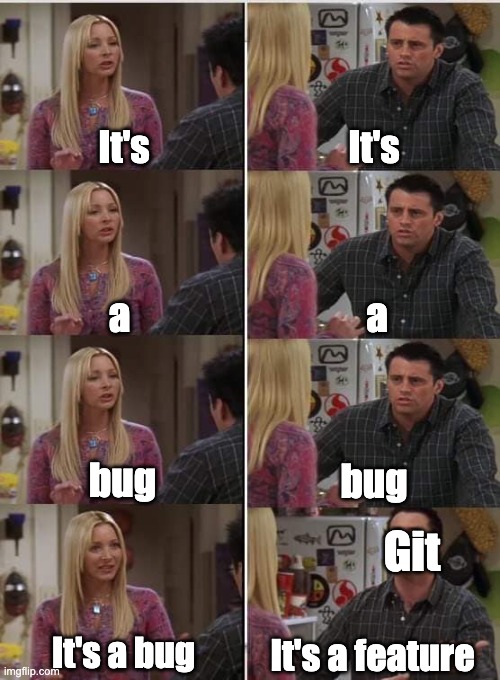 It's
It's
a
a
bug
bug
Git
It's a bug
It's a feature
imgflip.com